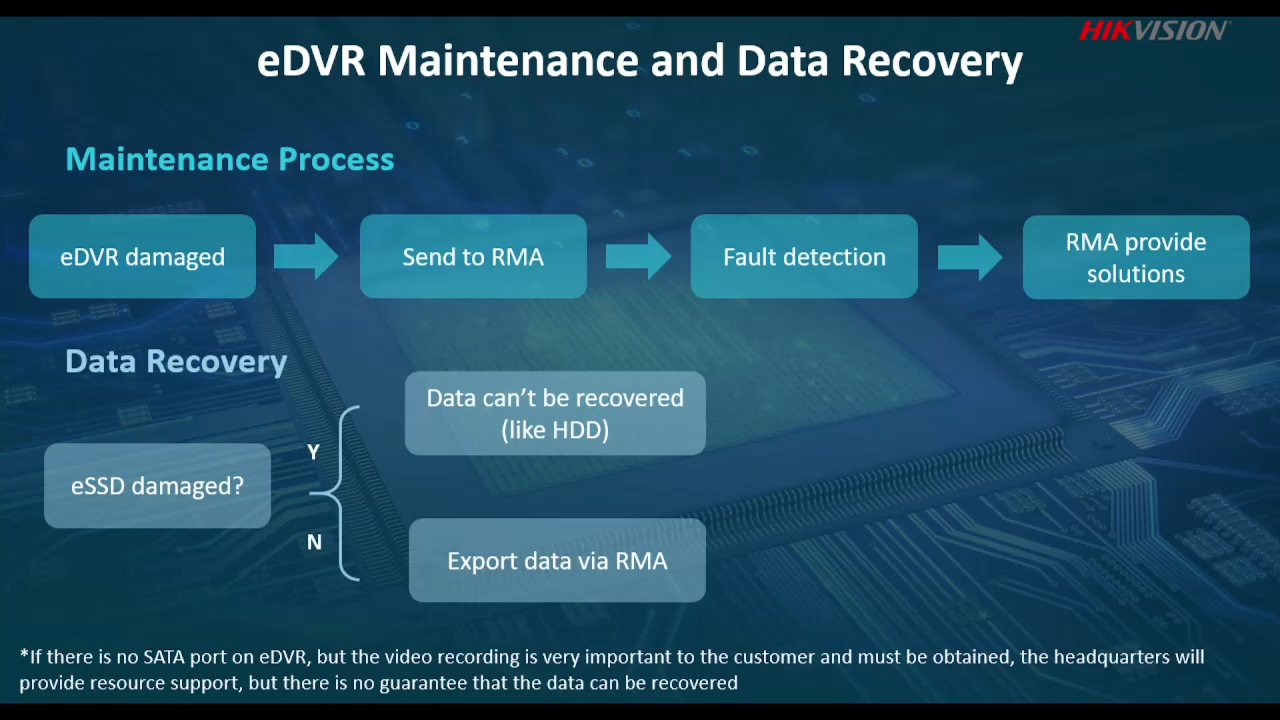 HIKVISION
eDVR Maintenance and Data Recovery
Maintenance Process
eDVR damaged
Send to RMA
Fault detection
RMA provide
solutions
Data Recovery
eSSD damaged?
Y
Data can't be recovered
(like HDD)
N
Export data via RMA
*If there is no SATA port on eDVR, but the video recording is very important to the customer and must be obtained, the headquarters will
provide resource support, but there is no guarantee that the data can be recovered